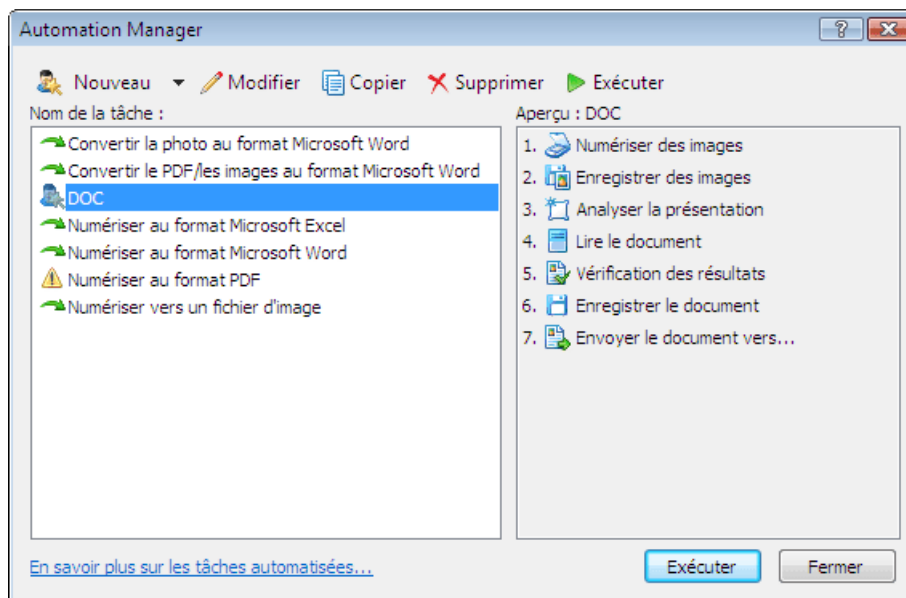 Automation Manager
Nouveau Modifier Copier Supprimer Exécuter
Nom de la tâche :
Convertir la photo au format Microsoft Word
Convertir le PDF/les images au format Microsoft Word
DOC
Numériser au format Microsoft Excel
Numériser au format Microsoft Word
Numériser au format PDF
Numériser vers un fichier d'image
Aperçu : DOC
1. Numériser des images
2. Enregistrer des images
3. Analyser la présentation
4. Lire le document
5. Vérification des résultats
6. Enregistrer le document
7. Envoyer le document vers...
En savoir plus sur les tâches automatisées...
Exécuter Fermer